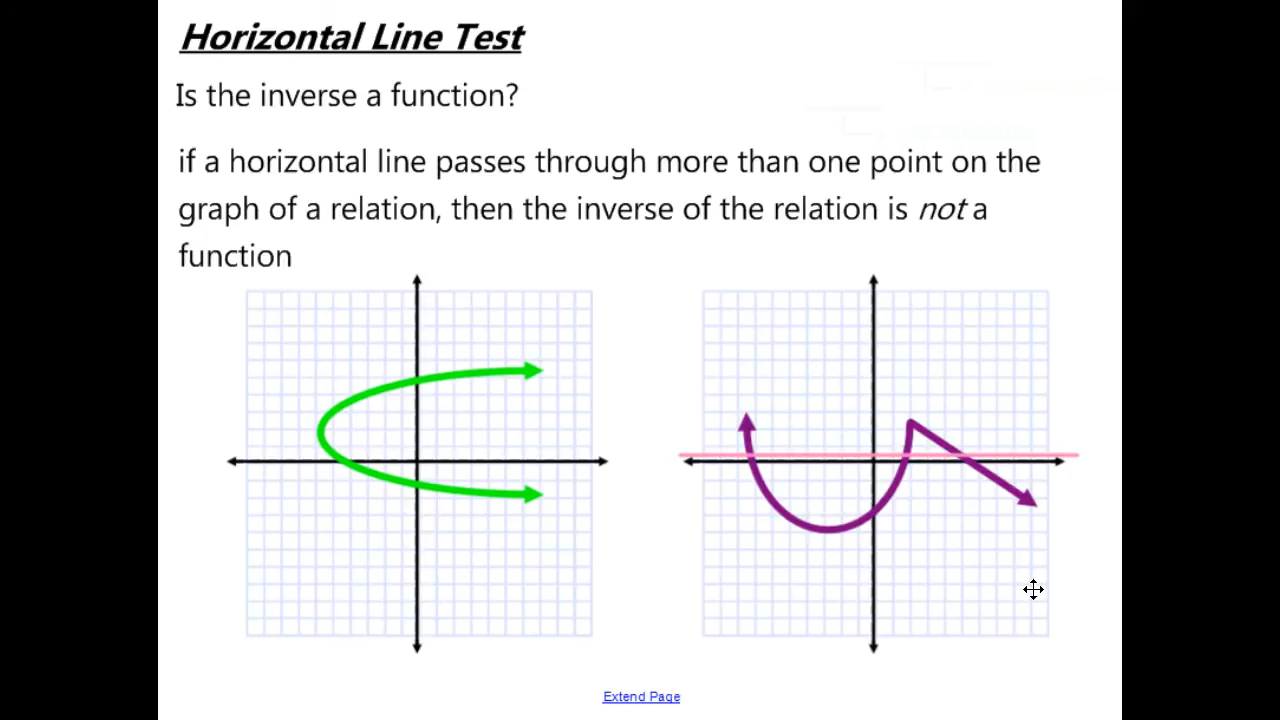 Horizontal Line Test
Is the inverse a function?
if a horizontal line passes through more than one point on the
graph of a relation, then the inverse of the relation is not a
function
Extend Page